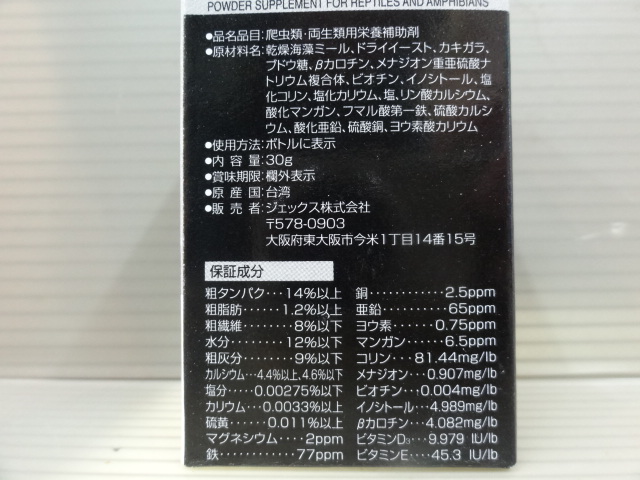 POWDER SUPPLEMENT FOR REPTILES AND AMPHIBIANS
●品名品目：爬虫類・両生類用栄養補助剤
●原材料名：乾燥海藻ミール、ドライイースト、カキガラ、
ブドウ糖、βカロチン、メナジオン重亜硫酸ナ
トリウム複合体、ビオチン、イノシトール、塩
化コリン、塩化カリウム、塩、リン酸カルシウム、
酸化マンガン、フマル酸第一鉄、硫酸カルシ
ウム、酸化亜鉛、硫酸銅、ヨウ素酸カリウム
●使用方法：ボトルに表示
●内容量：30g
●賞味期限：欄外表示
●原産国：台湾
●販売者：ジェックス株式会社
〒578-0903
大阪府東大阪市今米1丁目14番15号
保証成分
粗タンパク・・・14%以上
粗脂肪・・・・・1.2%以上
粗繊維・・・・・・・8%以下
水分・・・・・・・12%以下
粗灰分・・・・・・・9%以下
カルシウム・・・4.4%以上,4.6%以下
塩分・・・・0.00275%以下
カリウム・・・0.0033%以上
硫黄・・・・・0.011%以上
マグネシウム・・・・2ppm
鉄・・・・・・・・・77ppm
銅・・・・・・・・・・・・2.5ppm
亜鉛・・・・・・・・・・・65ppm
ヨウ素・・・・・・・0.75ppm
マンガン・・・・・・・6.5ppm
コリン・・・81.44mg/lb
メナジオン・・0.907mg/lb
ビオチン・・0.004mg/lb
イノシトール・・4.989mg/lb
βカロチン・・・4.082mg/lb
ビタミンD₃・・9.979 IU/lb
ビタミンE・・・・45.3 IU/lb